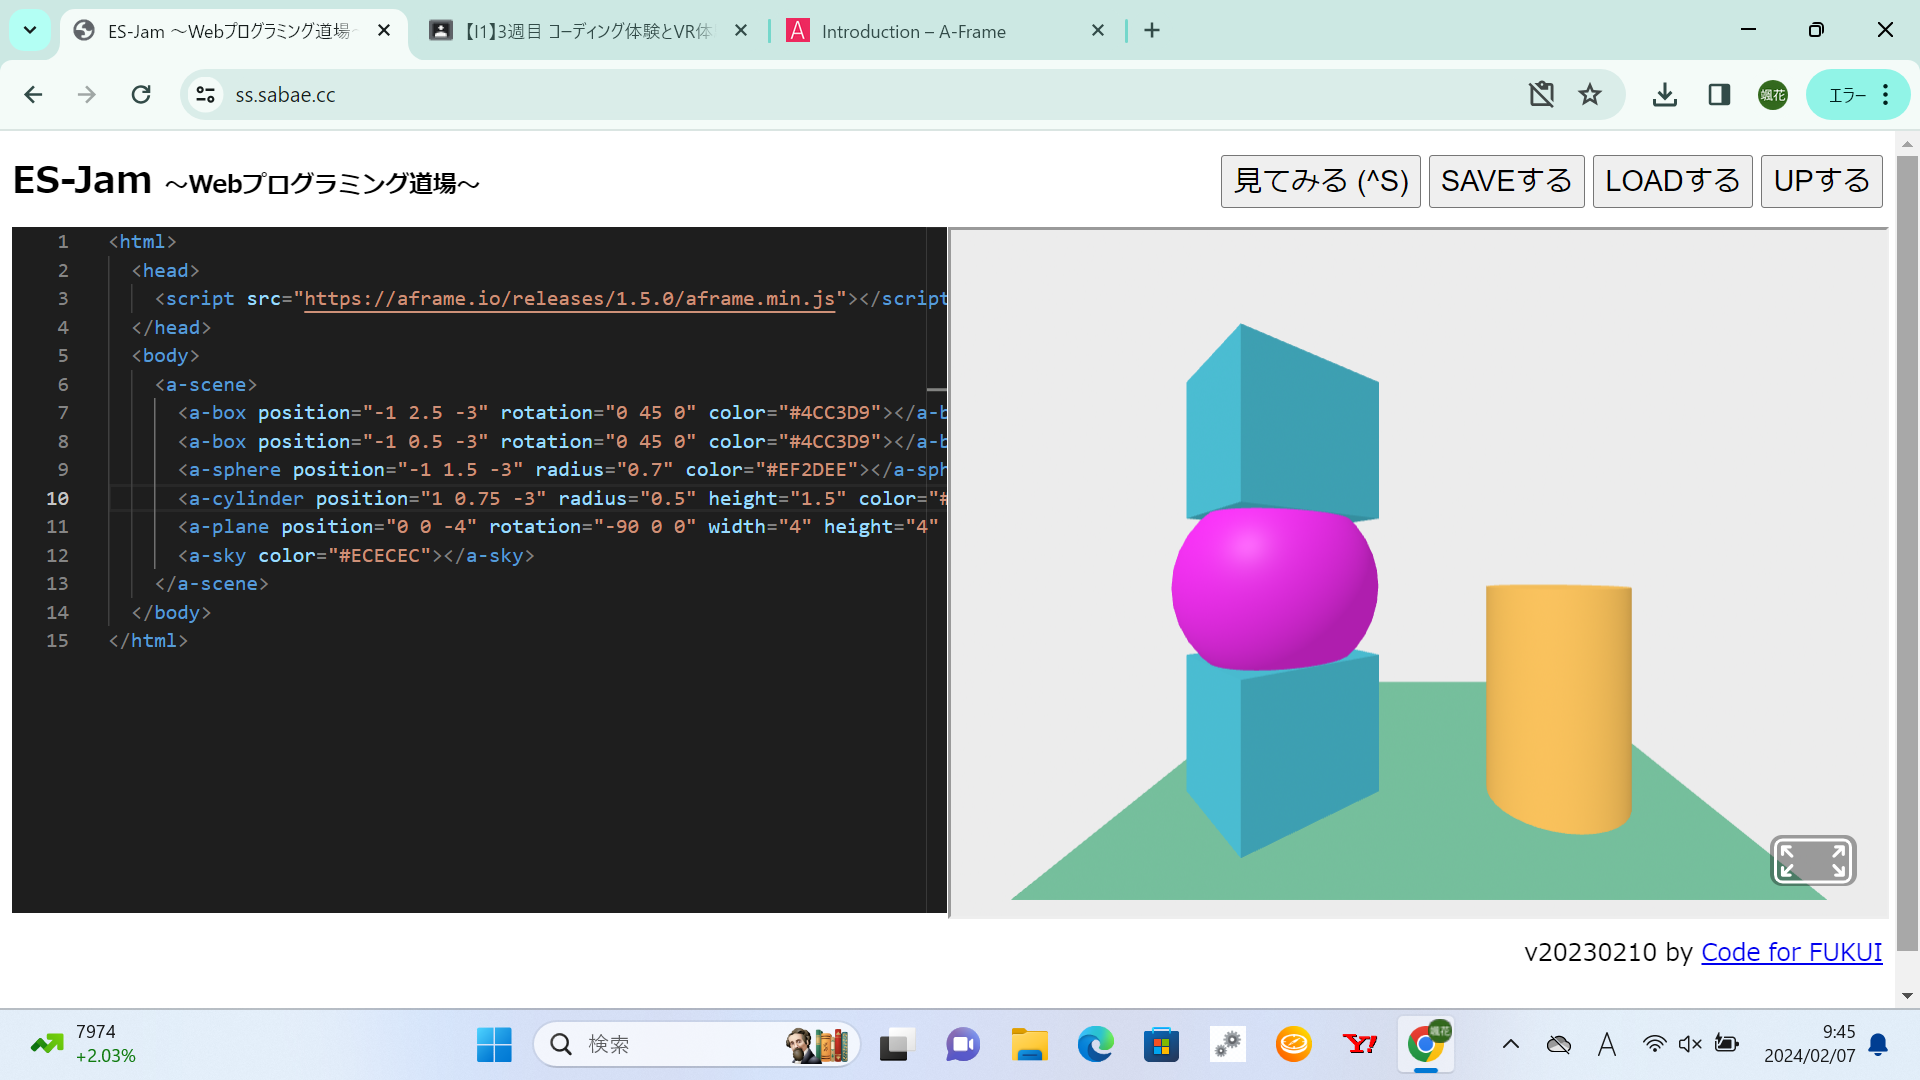 ES-Jam ～Webプログラミング道場~
【I1】3週目 コーディング体験とVR体
Introduction – A-Frame
ss.sabae.cc
颯花
エラー
ES-Jam ～Webプログラミング道場～
見てみる (^S)
SAVEする
LOADする
UPする
1 <html>
2 <head>
3 <script src="https://aframe.io/releases/1.5.0/aframe.min.js"></script
4 </head>
5 <body>
6 <a-scene>
7 <a-box position="-1 2.5 -3" rotation="0 45 0" color="#4CC3D9"></a-b
8 <a-box position="-1 0.5 -3" rotation="0 45 0" color="#4CC3D9"></a-b
9 <a-sphere position="-1 1.5 -3" radius="0.7" color="#EF2DEE"></a-sph
10 <a-cylinder position="1 0.75 -3" radius="0.5" height="1.5" color="#
11 <a-plane position="0 0 -4" rotation="-90 0 0" width="4" height="4"
12 <a-sky color="#ECECEC"></a-sky>
13 </a-scene>
14 </body>
15 </html>
v20230210 by Code for FUKUI
7974
+2.03%
検索
Y!
颯花
A
9:45
2024/02/07